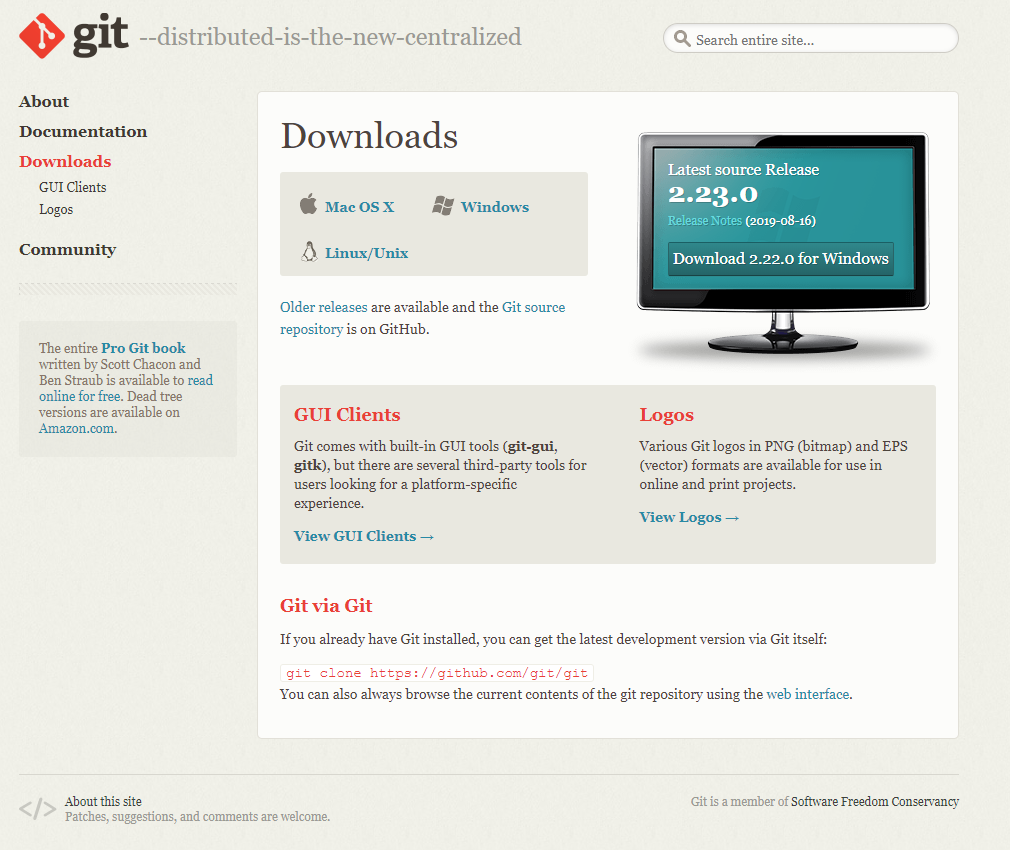 git --distributed-is-the-new-centralized
Search entire site...
About
Documentation
Downloads
GUI Clients
Logos
Community
The entire Pro Git book
written by Scott Chacon and
Ben Straub is available to read
online for free. Dead tree
versions are available on
Amazon.com.
Downloads
Mac OS X
Windows
Linux/Unix
Older releases are available and the Git source
repository is on GitHub.
Latest source Release
2.23.0
Release Notes (2019-08-16)
Download 2.22.0 for Windows
GUI Clients
Git comes with built-in GUI tools (git-gui,
gitk), but there are several third-party tools for
users looking for a platform-specific
experience.
View GUI Clients →
Logos
Various Git logos in PNG (bitmap) and EPS
(vector) formats are available for use in
online and print projects.
View Logos →
Git via Git
If you already have Git installed, you can get the latest development version via Git itself:
git clone https://github.com/git/git
You can also always browse the current contents of the git repository using the web interface.
</>
About this site
Patches, suggestions, and comments are welcome.
Git is a member of Software Freedom Conservancy